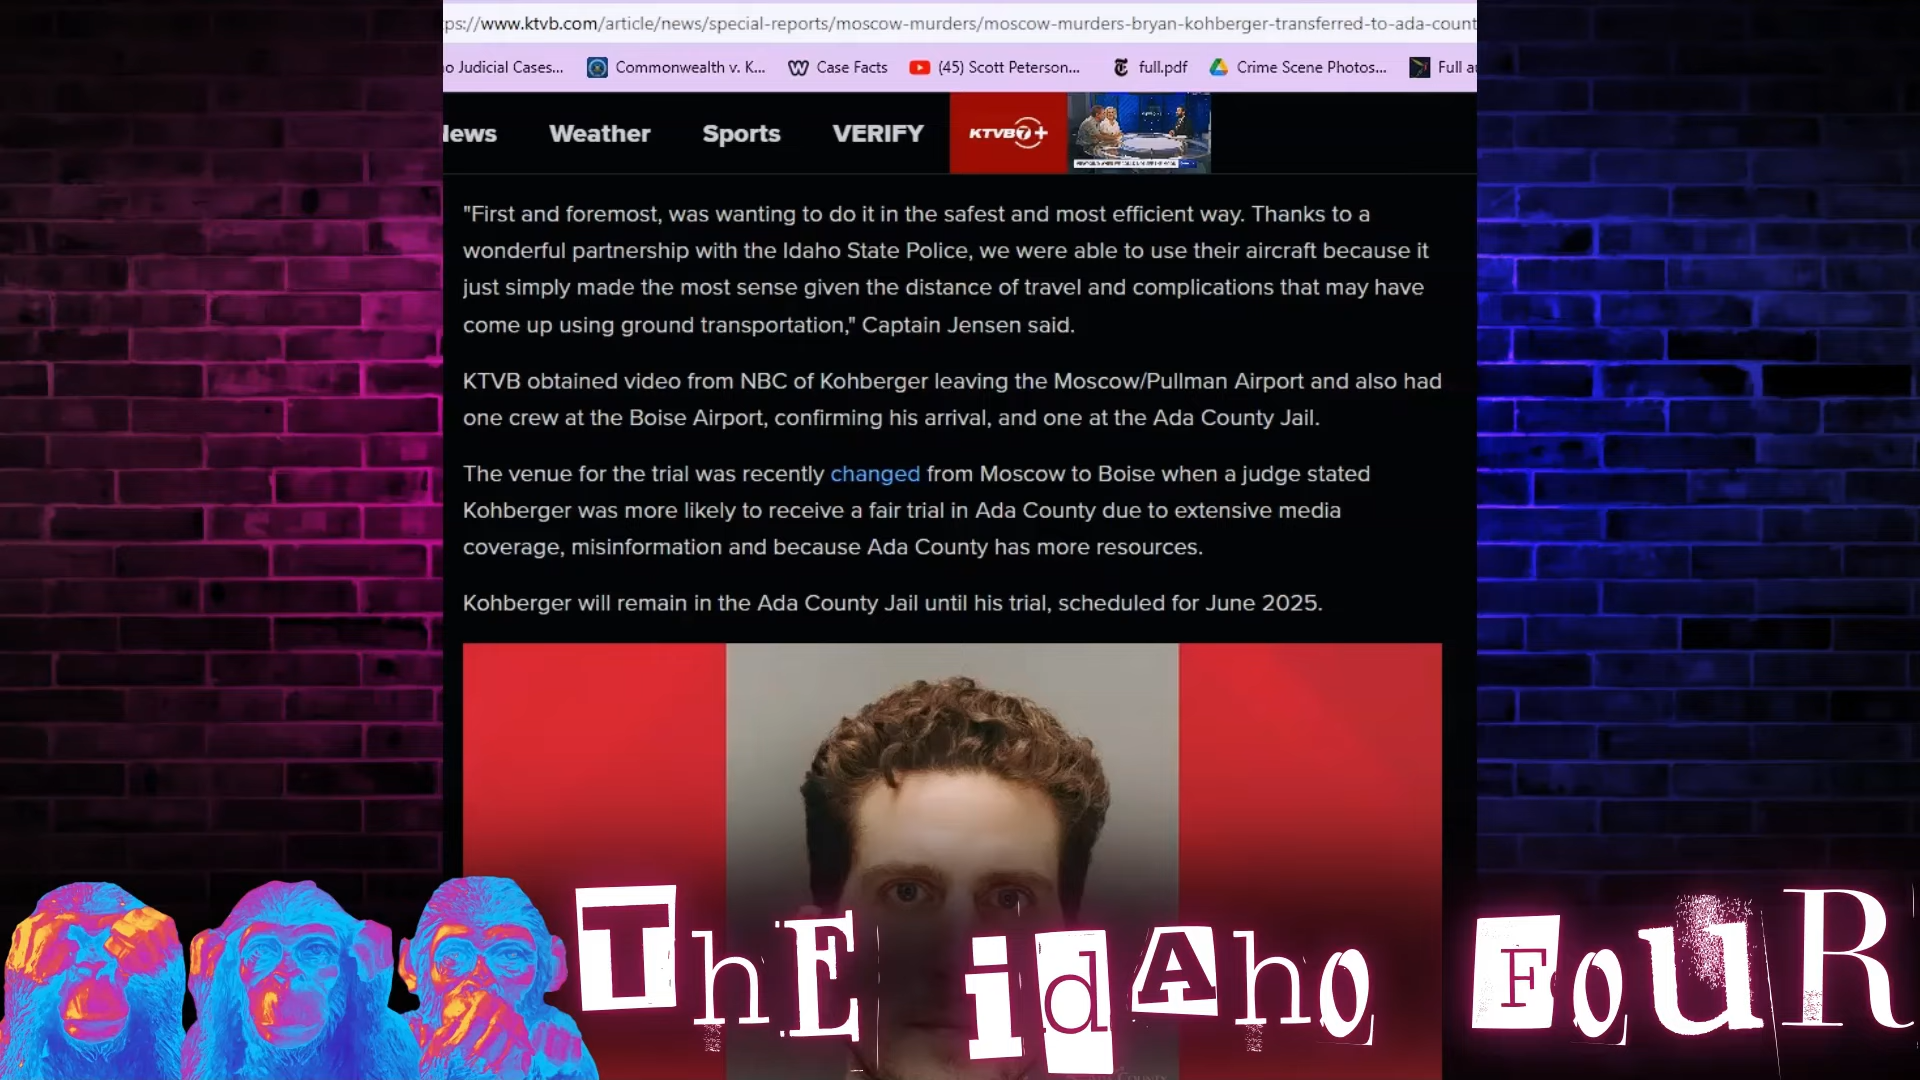 ps://www.ktvb.com/article/news/special-reports/moscow-murders/moscow-murders-bryan-kohberger-transferred-to-ada-count
o Judicial Cases... Commonwealth v. K... Case Facts (45) Scott Peterson... full.pdf Crime Scene Photos... Full a
News Weather Sports VERIFY KTVB7+
"First and foremost, was wanting to do it in the safest and most efficient way. Thanks to a
wonderful partnership with the Idaho State Police, we were able to use their aircraft because it
just simply made the most sense given the distance of travel and complications that may have
come up using ground transportation," Captain Jensen said.
KTVB obtained video from NBC of Kohberger leaving the Moscow/Pullman Airport and also had
one crew at the Boise Airport, confirming his arrival, and one at the Ada County Jail.
The venue for the trial was recently changed from Moscow to Boise when a judge stated
Kohberger was more likely to receive a fair trial in Ada County due to extensive media
coverage, misinformation and because Ada County has more resources.
Kohberger will remain in the Ada County Jail until his trial, scheduled for June 2025.
ThE idAho FouR